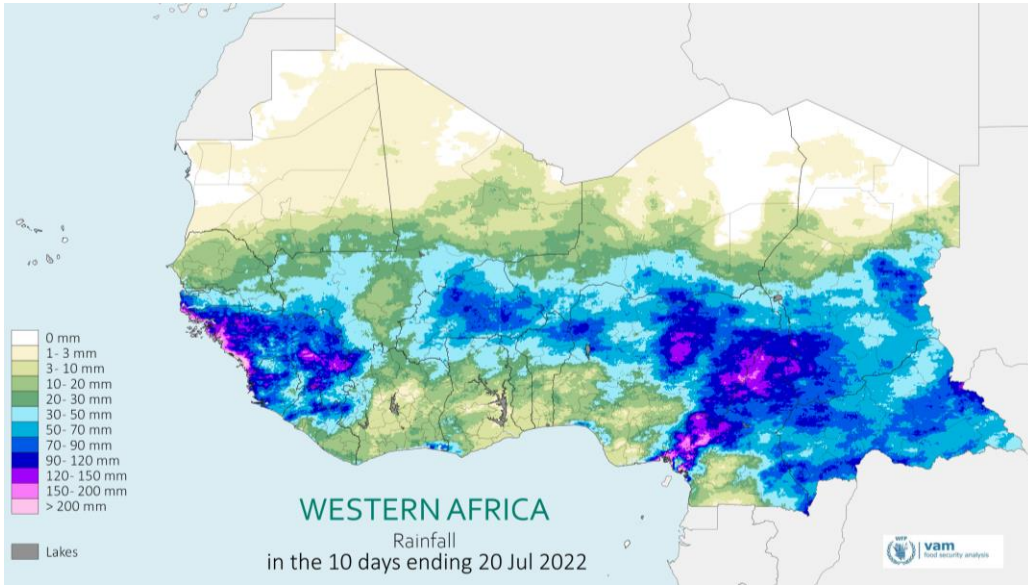 0 mm
1- 3 mm
3- 10 mm
10- 20 mm
20- 30 mm
30- 50 mm
50- 70 mm
70- 90 mm
90- 120 mm
120- 150 mm
150- 200 mm
> 200 mm
Lakes
WESTERN AFRICA
Rainfall
in the 10 days ending 20 Jul 2022
WFP
vam
food security analysis